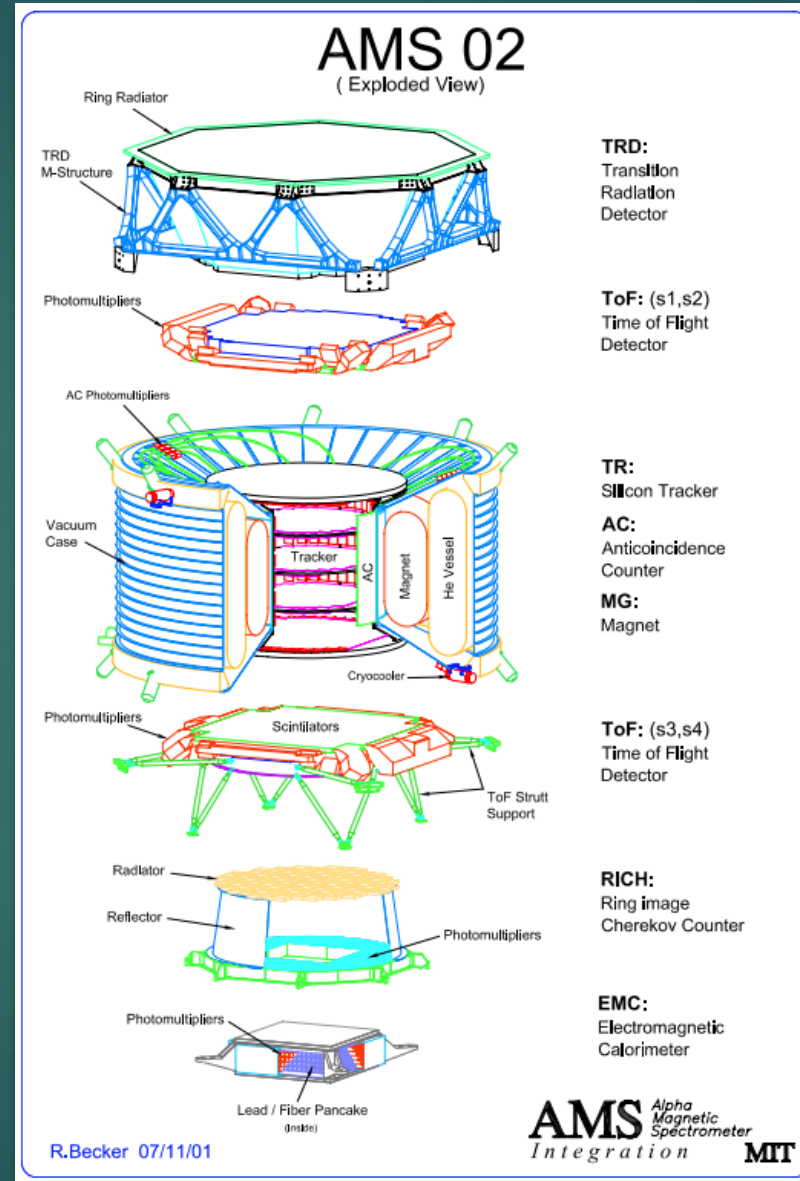 AMS 02
( Exploded View)
Ring Radiator
TRD
M-Structure
TRD:
Transition
Radiation
Detector
Photomultipliers
ToF: (s1,s2)
Time of Flight
Detector
AC Photomultipliers
Vacuum
Case
Tracker
AC
Magnet
He Vessel
Cryocooler
TR:
Silicon Tracker
AC:
Anticoincidence
Counter
MG:
Magnet
Photomultipliers
Scintilators
ToF Strutt
Support
ToF: (s3,s4)
Time of Flight
Detector
Radiator
Reflector
Photomultipliers
RICH:
Ring image
Cherekov Counter
Photomultipliers
Lead / Fiber Pancake
(Inside)
EMC:
Electromagnetic
Calorimeter
R.Becker 07/11/01
AMS Alpha
Magnetic
Spectrometer
Integration MIT